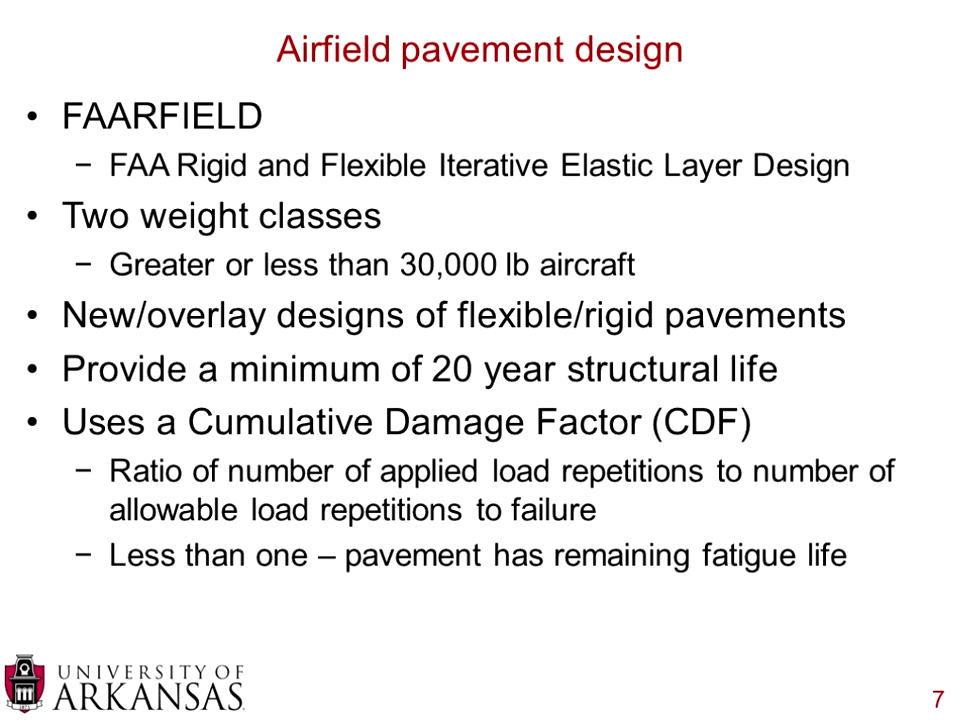 Airfield pavement design
• FAARFIELD
− FAA Rigid and Flexible Iterative Elastic Layer Design
• Two weight classes
− Greater or less than 30,000 lb aircraft
• New/overlay designs of flexible/rigid pavements
• Provide a minimum of 20 year structural life
• Uses a Cumulative Damage Factor (CDF)
− Ratio of number of applied load repetitions to number of
allowable load repetitions to failure
− Less than one – pavement has remaining fatigue life
UNIVERSITY OF
ARKANSAS
7